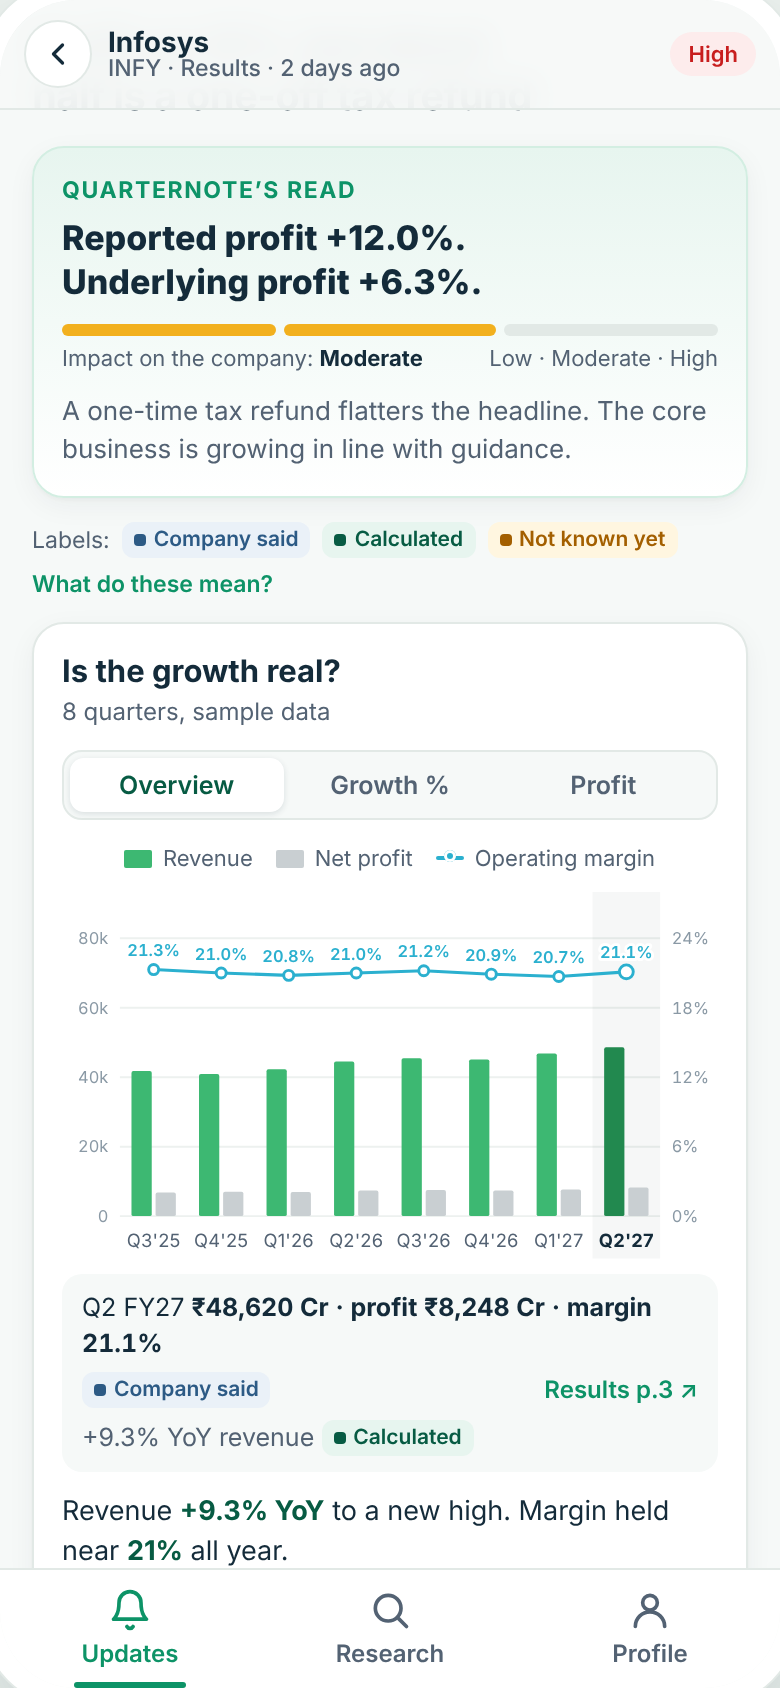 Infosys
INFY · Results · 2 days ago
High
half is a one-off tax refund
QUARTERNOTE’S READ
Reported profit +12.0%.
Underlying profit +6.3%.
Impact on the company: Moderate
Low · Moderate · High
A one-time tax refund flatters the headline. The core
business is growing in line with guidance.
Labels: Company said Calculated Not known yet
What do these mean?
Is the growth real?
8 quarters, sample data
Overview Growth % Profit
Revenue Net profit Operating margin
80k 24%
21.3% 21.0% 20.8% 21.0% 21.2% 20.9% 20.7% 21.1%
60k 18%
40k 12%
20k 6%
0 0%
Q3'25 Q4'25 Q1'26 Q2'26 Q3'26 Q4'26 Q1'27 Q2'27
Q2 FY27 ₹48,620 Cr · profit ₹8,248 Cr · margin
21.1%
Company said
Results p.3 ↗
+9.3% YoY revenue Calculated
Revenue +9.3% YoY to a new high. Margin held
near 21% all year.
Updates Research Profile